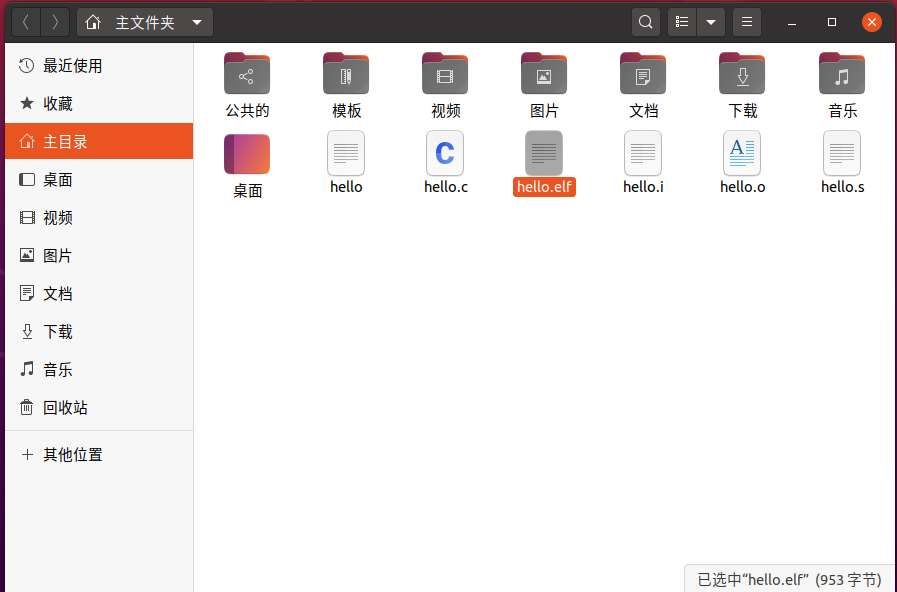 主文件夹
最近使用
收藏
主目录
桌面
视频
图片
文档
下载
音乐
回收站
其他位置
公共的 模板 视频 图片 文档 下载 音乐
桌面 hello hello.c hello.elf hello.i hello.o hello.s
已选中“hello.elf” (953 字节)